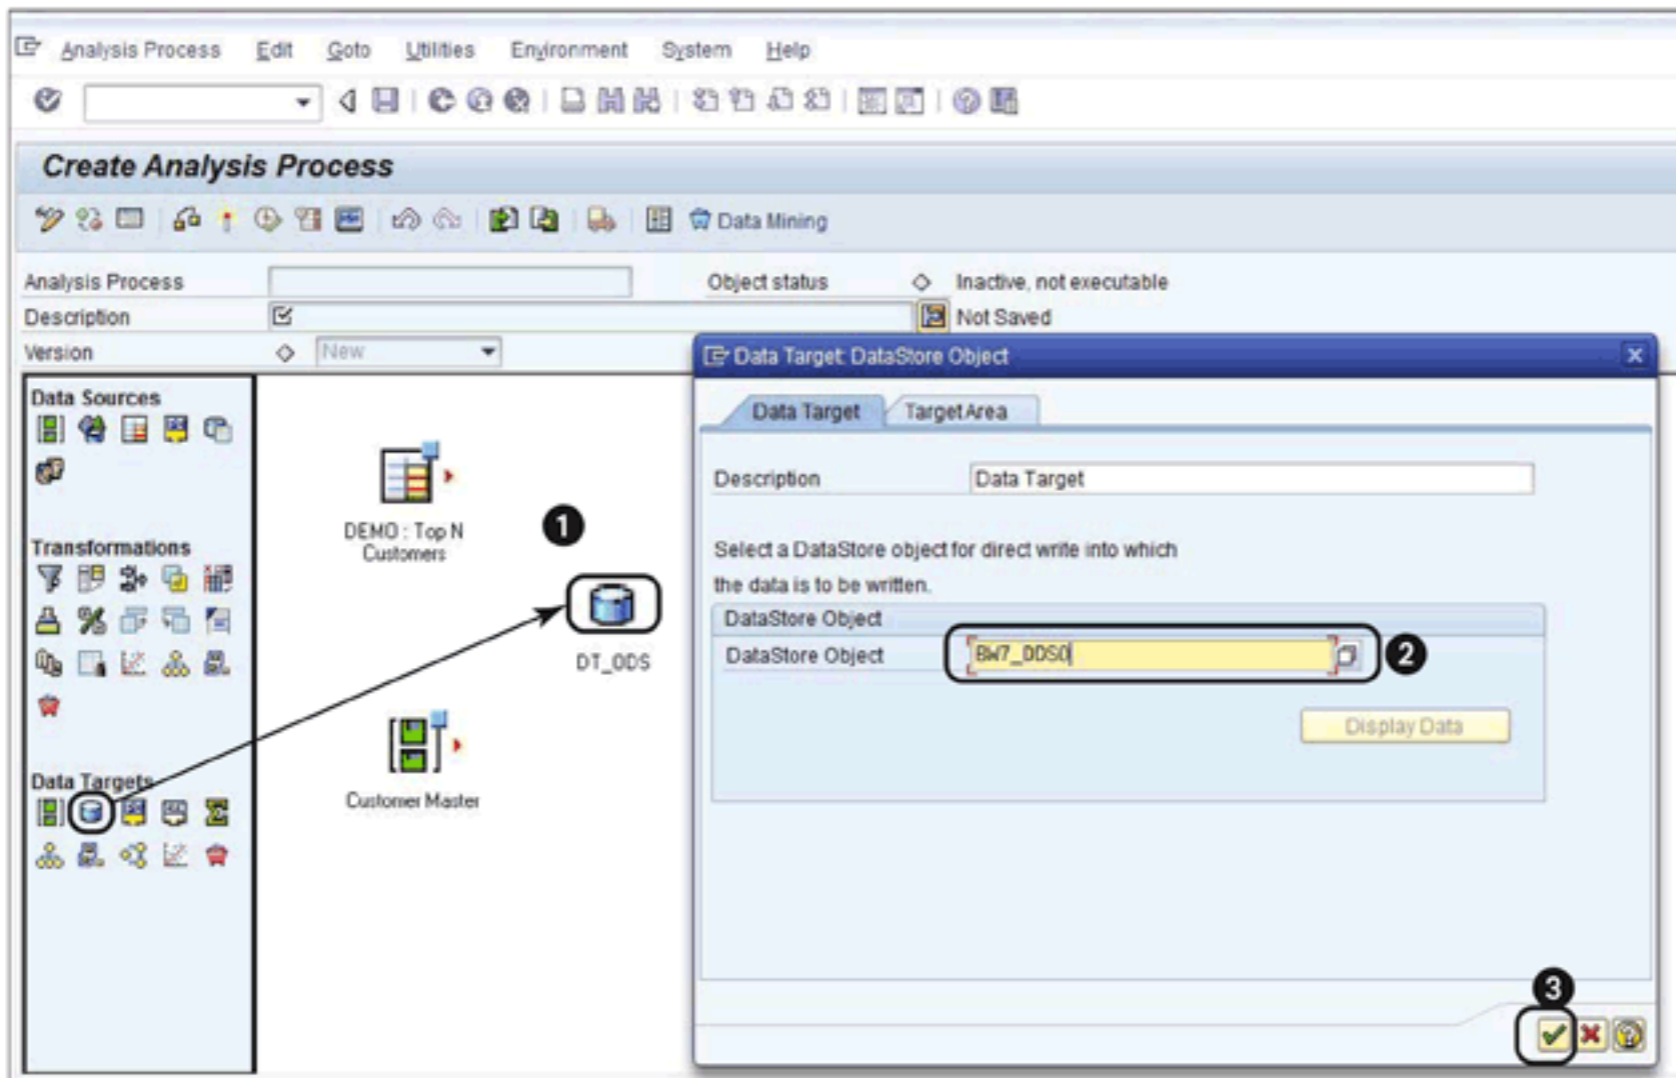 Analysis Process Edit Goto Utilities Environment System Help
Create Analysis Process
Data Mining
Analysis Process
Object status Inactive, not executable
Description
Not Saved
Version New
Data Target: DataStore Object
Data Sources
Data Target Target Area
Description Data Target
DEMO : Top N
Customers
1
Transformations
Select a DataStore object for direct write into which
the data is to be written.
DataStore Object
DataStore Object BW7_DDSO
2
DT_ODS
Display Data
Data Targets
Customer Master
3